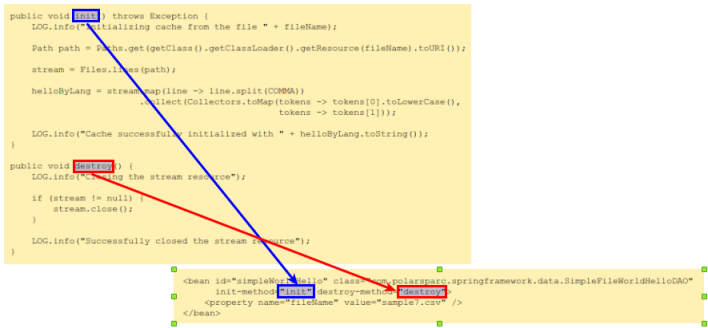 public void init() throws Exception {
LOG.info("Initializing cache from the file " + fileName);
Path path = Paths.get(getClass().getClassLoader().getResource(fileName).toURI());
stream = Files.lines(path);
helloByLang = stream.map(line -> line.split(COMMA))
.collect(Collectors.toMap(tokens -> tokens[0].toLowerCase(),
tokens -> tokens[1]));
LOG.info("Cache successfully initialized with " + helloByLang.toString());
}
public void destroy() {
LOG.info("Closing the stream resource");
if (stream != null) {
stream.close();
}
LOG.info("Successfully closed the stream resource");
}
<bean id="simpleWorldHello" class="com.polarsparc.springframework.data.SimpleFileWorldHelloDAO"
init-method="init" destroy-method="destroy">
<property name="fileName" value="sample7.csv" />
</bean>